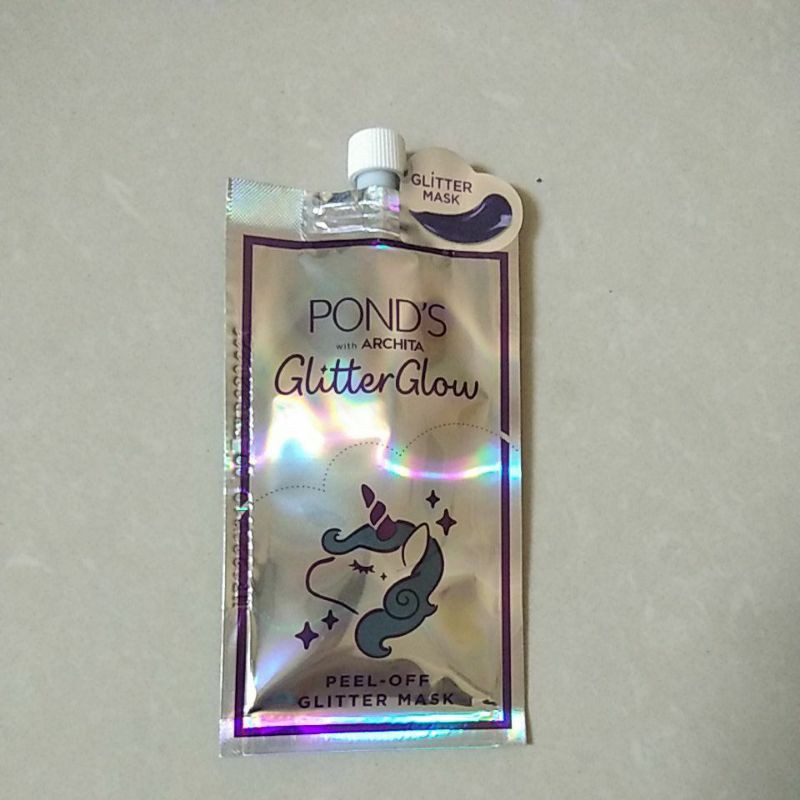 GLITTER
MASK
POND'S
with ARCHITA
GlitterGlow
PEEL-OFF
GLITTER MASK